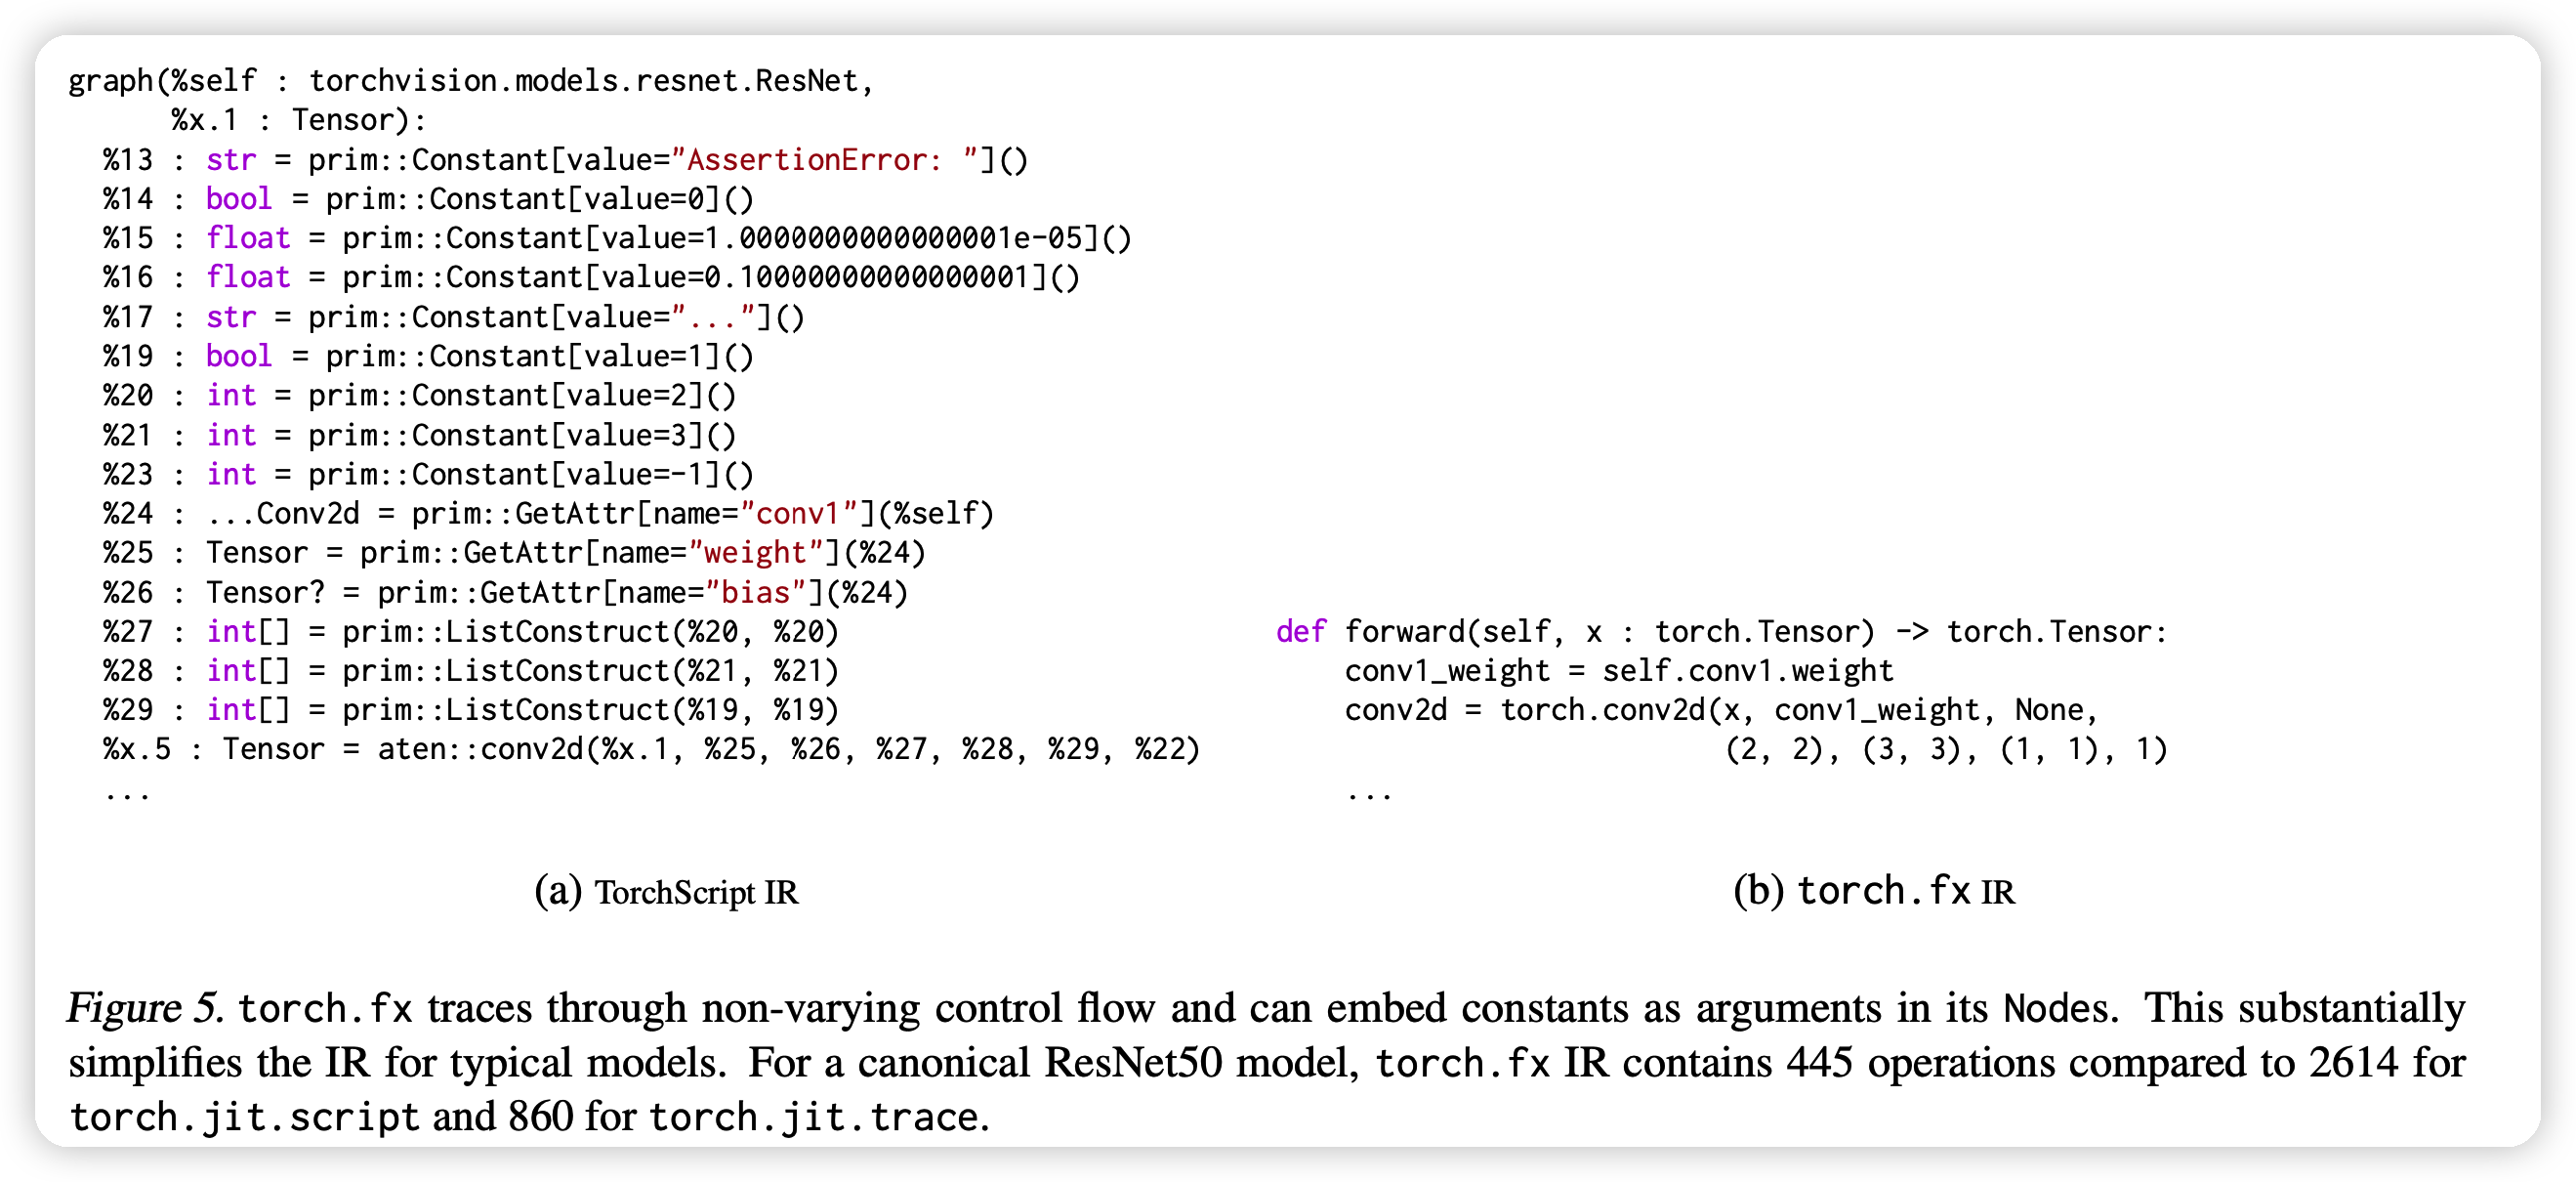 graph(%self : torchvision.models.resnet.ResNet,
      %x.1 : Tensor):
  %13 : str = prim::Constant[value="AssertionError: "]()
  %14 : bool = prim::Constant[value=0]()
  %15 : float = prim::Constant[value=1.0000000000000001e-05]()
  %16 : float = prim::Constant[value=0.10000000000000001]()
  %17 : str = prim::Constant[value="..."]()
  %19 : bool = prim::Constant[value=1]()
  %20 : int = prim::Constant[value=2]()
  %21 : int = prim::Constant[value=3]()
  %23 : int = prim::Constant[value=-1]()
  %24 : ...Conv2d = prim::GetAttr[name="conv1"](%self)
  %25 : Tensor = prim::GetAttr[name="weight"](%24)
  %26 : Tensor? = prim::GetAttr[name="bias"](%24)
  %27 : int[] = prim::ListConstruct(%20, %20)
  %28 : int[] = prim::ListConstruct(%21, %21)
  %29 : int[] = prim::ListConstruct(%19, %19)
  %x.5 : Tensor = aten::conv2d(%x.1, %25, %26, %27, %28, %29, %22)
  ...
(a) TorchScript IR
def forward(self, x : torch.Tensor) -> torch.Tensor:
    conv1_weight = self.conv1.weight
    conv2d = torch.conv2d(x, conv1_weight, None,
                          (2, 2), (3, 3), (1, 1), 1)
    ...
(b) torch.fx IR
Figure 5. torch.fx traces through non-varying control flow and can embed constants as arguments in its Nodes. This substantially
simplifies the IR for typical models. For a canonical ResNet50 model, torch.fx IR contains 445 operations compared to 2614 for
torch.jit.script and 860 for torch.jit.trace.